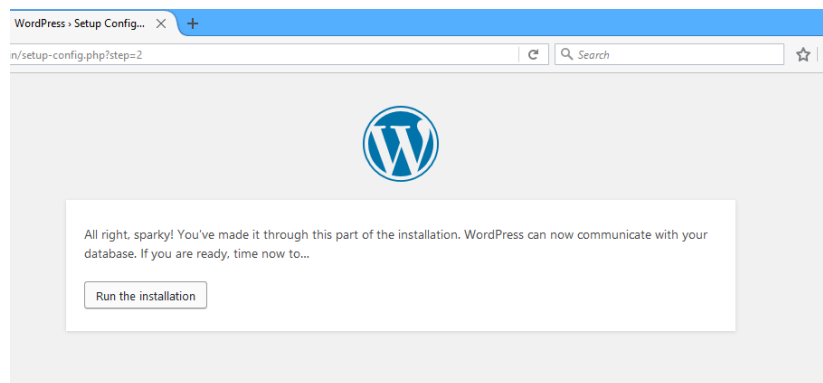 WordPress › Setup Config...
n/setup-config.php?step=2
Search
All right, sparky! You've made it through this part of the installation. WordPress can now communicate with your
database. If you are ready, time now to...
Run the installation